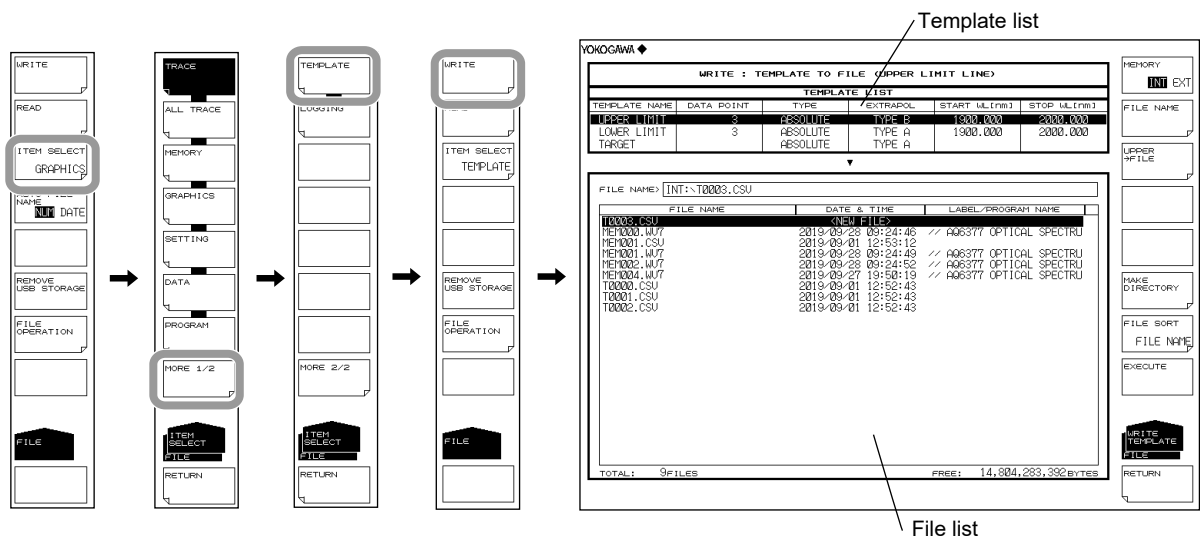 Template list
WRITE
READ
ITEM SELECT
GRAPHICS
NAME
NUM DATE
REMOVE
USB STORAGE
FILE
OPERATION
FILE
TRACE
ALL TRACE
MEMORY
GRAPHICS
SETTING
DATA
PROGRAM
MORE 1/2
ITEM
SELECT
FILE
RETURN
TEMPLATE
LOGGING
MORE 2/2
ITEM
SELECT
FILE
RETURN
WRITE
ITEM SELECT
TEMPLATE
REMOVE
USB STORAGE
FILE
OPERATION
FILE
YOKOGAWA ◆
WRITE : TEMPLATE TO FILE (UPPER LIMIT LINE)
TEMPLATE LIST
TEMPLATE NAME DATA POINT TYPE EXTRAPOL START WL[nm] STOP WL[nm]
UPPER LIMIT 3 ABSOLUTE TYPE B 1900.000 2000.000
LOWER LIMIT 3 ABSOLUTE TYPE A 1900.000 2000.000
TARGET ABSOLUTE TYPE A
▼
FILE NAME> INT:\T0003.CSV
FILE NAME DATE & TIME LABEL/PROGRAM NAME
T0003.CSV <NEW FILE>
MEM000.WV7 2019/09/28 09:24:46 // AQ6377 OPTICAL SPECTRU
MEM001.CSV 2019/09/01 12:53:12
MEM001.WV7 2019/09/28 09:24:49 // AQ6377 OPTICAL SPECTRU
MEM002.WV7 2019/09/28 09:24:52 // AQ6377 OPTICAL SPECTRU
MEM004.WV7 2019/09/27 19:50:19 // AQ6377 OPTICAL SPECTRU
T0000.CSV 2019/09/01 12:52:43
T0001.CSV 2019/09/01 12:52:43
T0002.CSV 2019/09/01 12:52:43
TOTAL: 9FILES FREE: 14,804,283,392BYTES
MEMORY
INT EXT
FILE NAME
UPPER
→FILE
MAKE
DIRECTORY
FILE SORT
FILE NAME
EXECUTE
WRITE
TEMPLATE
FILE
RETURN
File list